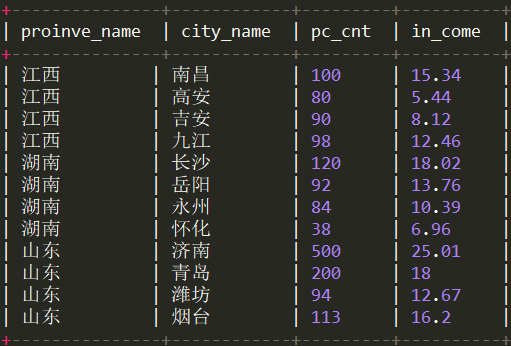 +---------------+-------------+---------+----------+
| proinve_name | city_name | pc_cnt | in_come |
+---------------+-------------+---------+----------+
| 江西 | 南昌 | 100 | 15.34 |
| 江西 | 高安 | 80 | 5.44 |
| 江西 | 吉安 | 90 | 8.12 |
| 江西 | 九江 | 98 | 12.46 |
| 湖南 | 长沙 | 120 | 18.02 |
| 湖南 | 岳阳 | 92 | 13.76 |
| 湖南 | 永州 | 84 | 10.39 |
| 湖南 | 怀化 | 38 | 6.96 |
| 山东 | 济南 | 500 | 25.01 |
| 山东 | 青岛 | 200 | 18 |
| 山东 | 潍坊 | 94 | 12.67 |
| 山东 | 烟台 | 113 | 16.2 |
+---------------+-------------+---------+----------+